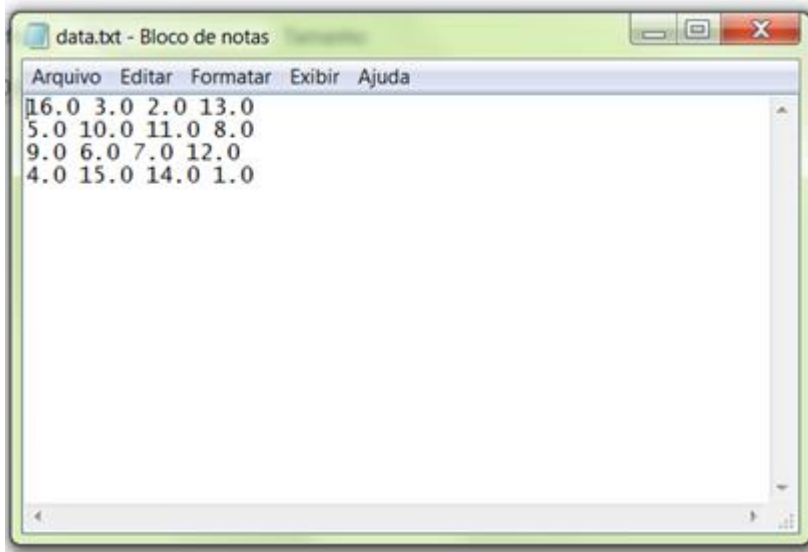 data.txt - Bloco de notas
Arquivo Editar Formatar Exibir Ajuda
16.0 3.0 2.0 13.0
5.0 10.0 11.0 8.0
9.0 6.0 7.0 12.0
4.0 15.0 14.0 1.0